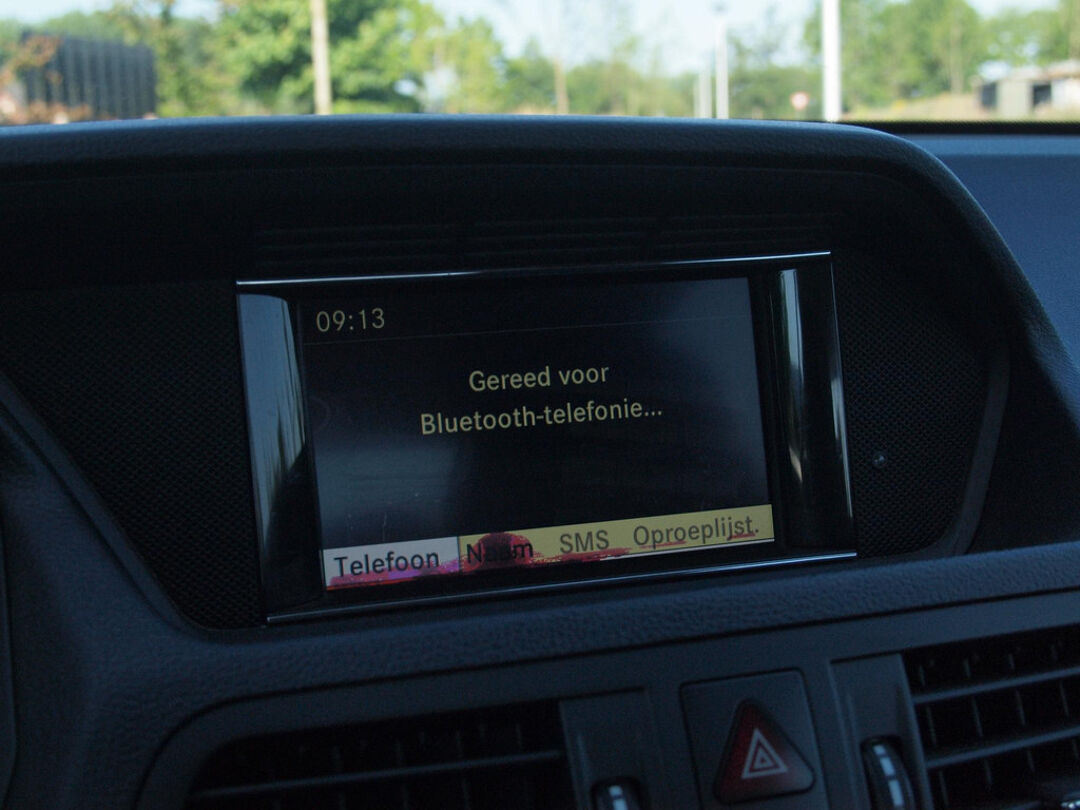 09:13
Gereed voor
Bluetooth-telefonie...
Telefoon Naam SMS Oproeplijst.